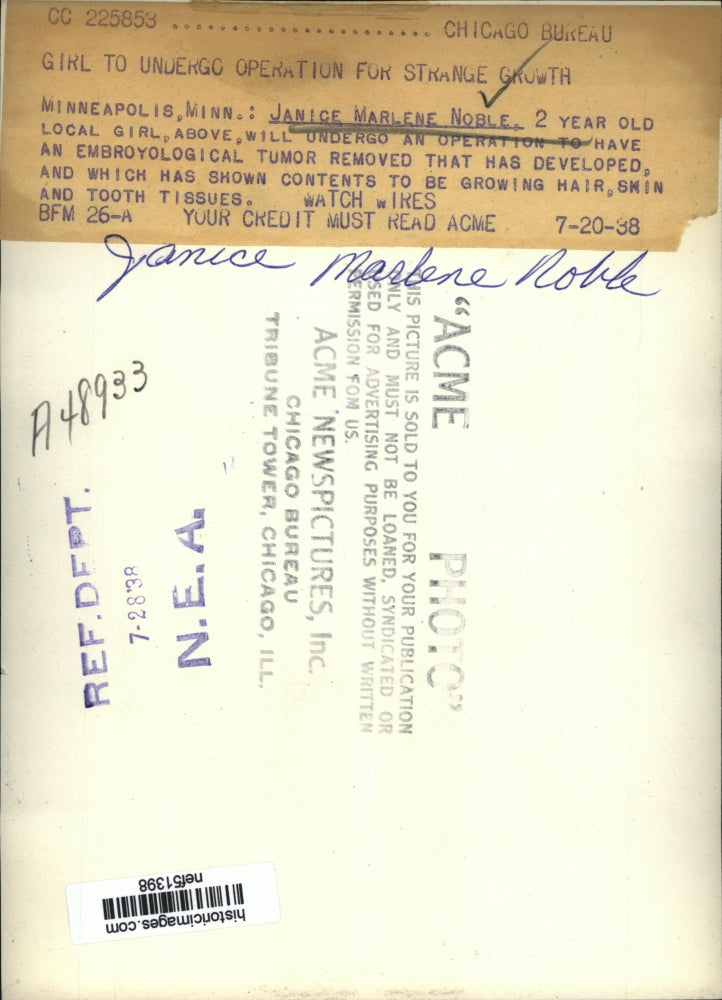 CC 225853 .............................. CHICAGO BUREAU
GIRL TO UNDERGO OPERATION FOR STRANGE GROWTH
MINNEAPOLIS, MINN.: JANICE MARLENE NOBLE, 2 YEAR OLD
LOCAL GIRL, ABOVE, WILL UNDERGO AN OPERATION TO HAVE
AN EMBROYOLOGICAL TUMOR REMOVED THAT HAS DEVELOPED,
AND WHICH HAS SHOWN CONTENTS TO BE GROWING HAIR, SKIN
AND TOOTH TISSUES. WATCH WIRES
BFM 26-A YOUR CREDIT MUST READ ACME 7-20-38
Janice Marlene Noble
"ACME PHOTO"
THIS PICTURE IS SOLD TO YOU FOR YOUR PUBLICATION
ONLY AND MUST NOT BE LOANED, SYNDICATED OR
USED FOR ADVERTISING PURPOSES WITHOUT WRITTEN
PERMISSION FOM US.
ACME NEWSPICTURES, Inc.
CHICAGO BUREAU
TRIBUNE TOWER, CHICAGO, ILL.
A48933
REF. DEPT.
7-28'38
N.E.A.
historicimages.com
nef51398